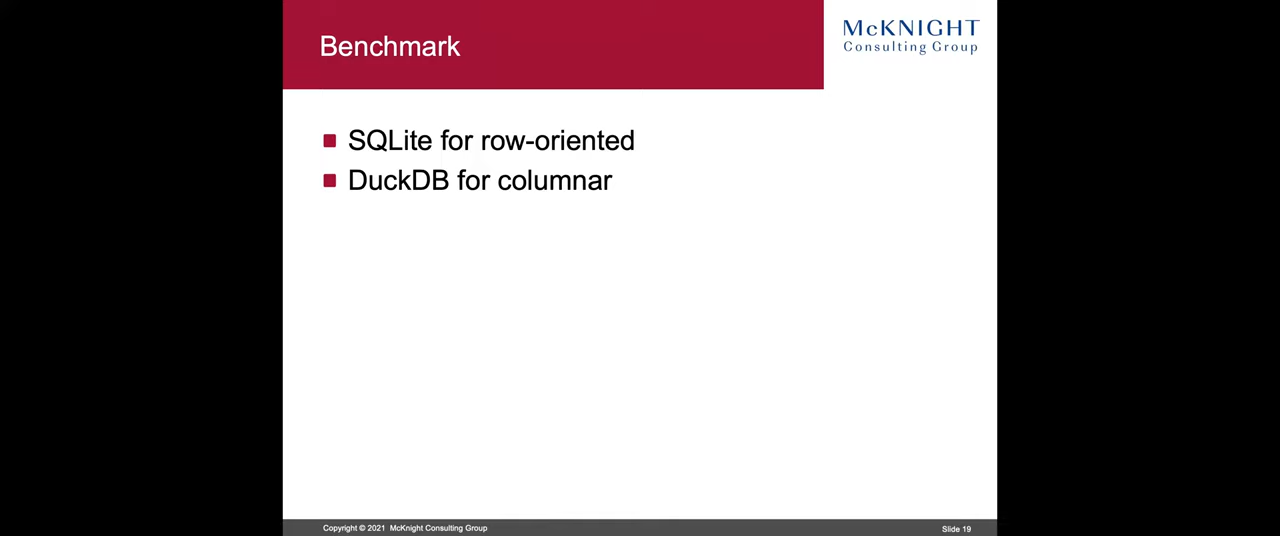 Benchmark
McKNIGHT
Consulting Group
SQLite for row-oriented
DuckDB for columnar
Copyright © 2021 McKnight Consulting Group
Slide 19